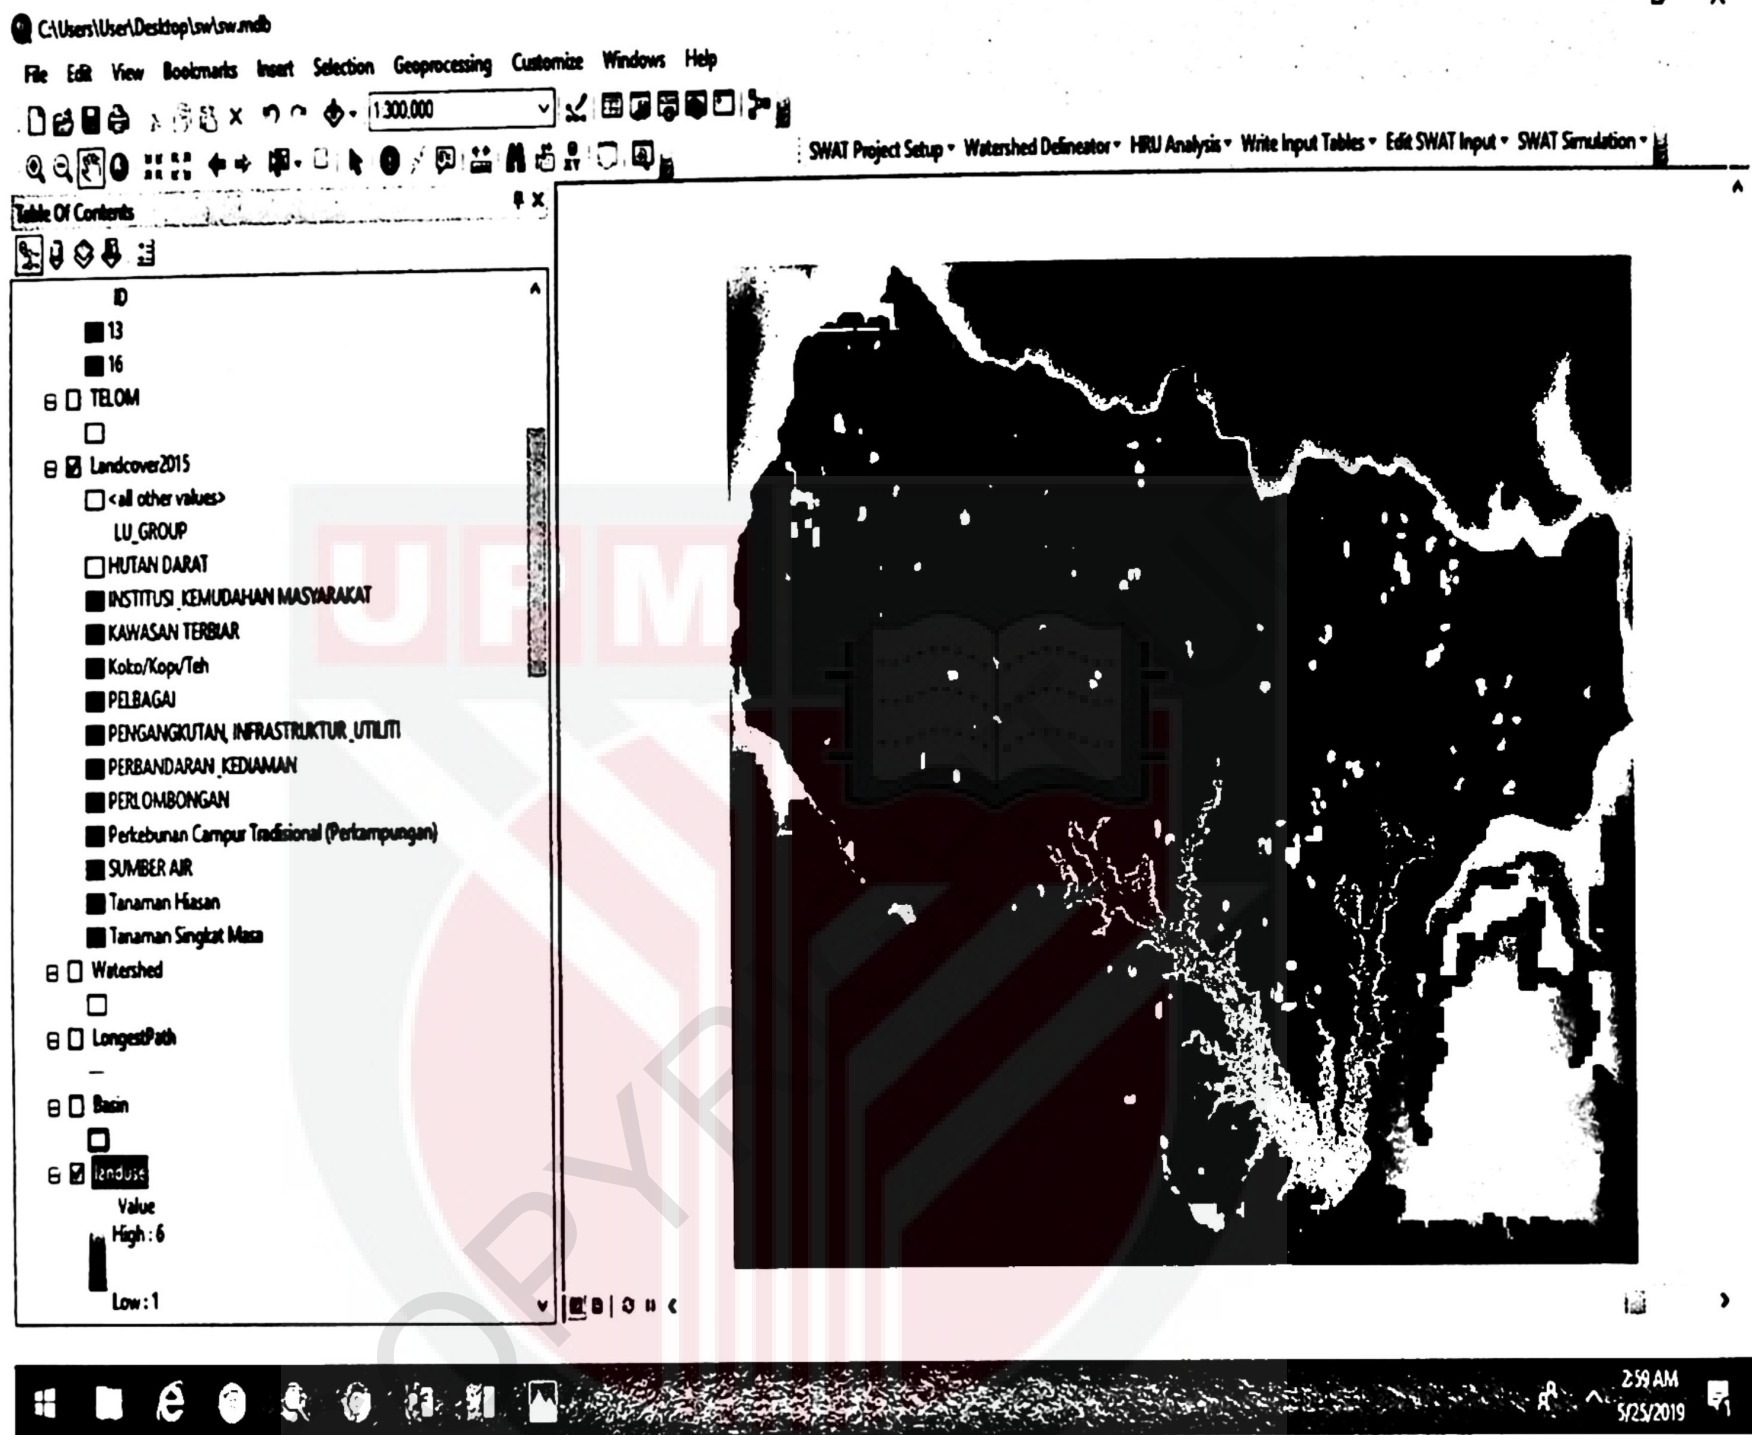 C:\Users\User\Desktop\sw\sw.mdb
File Edit View Bookmarks Insert Selection Geoprocessing Customize Windows Help
1:300,000
SWAT Project Setup Watershed Delineator HRU Analysis Write Input Tables Edit SWAT Input SWAT Simulation
Table Of Contents
ID
13
16
TELOM
Landcover2015
<all other values>
LU_GROUP
HUTAN DARAT
INSTITUSI_KEMUDAHAN MASYARAKAT
KAWASAN TERBIAR
Koko/Kopi/Teh
PELBAGAI
PENGANGKUTAN, INFRASTRUKTUR_UTILITI
PERBANDARAN_KEDIAMAN
PERLOMBONGAN
Perkebunan Campur Tradisional (Perkampungan)
SUMBER AIR
Tanaman Hiasan
Tanaman Singkat Masa
Watershed
LongestPath
Basin
landuse
Value
High : 6
Low : 1
UPM
2:59 AM
5/25/2019